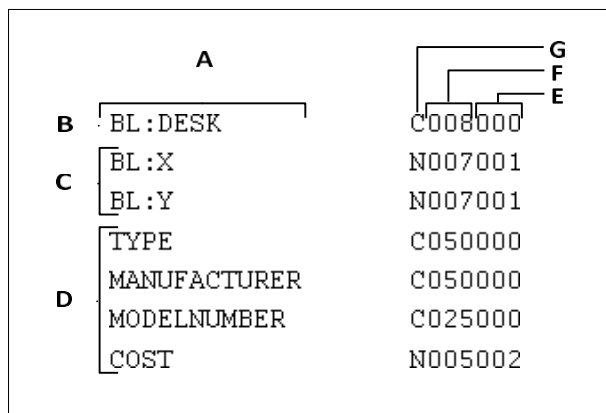 A G
F
E
B BL:DESK C008000
C BL:X N007001
BL:Y N007001
D TYPE C050000
MANUFACTURER C050000
MODELNUMBER C025000
COST N005002